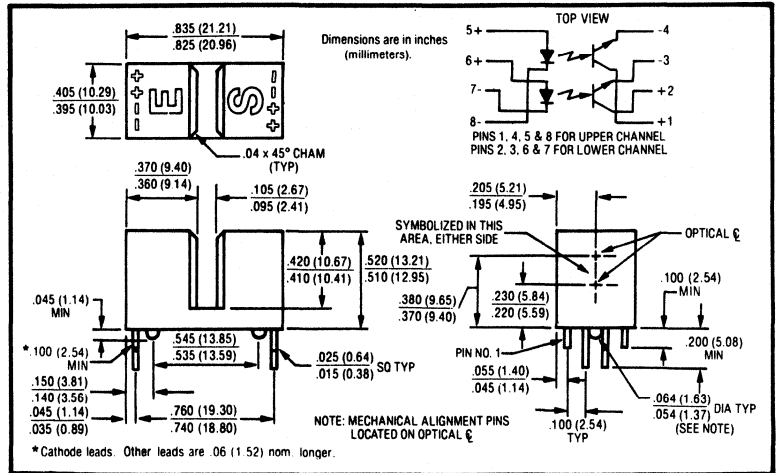 .835 (21.21)
.825 (20.96)
Dimensions are in inches
(millimeters).
TOP VIEW
5+
-4
6+
-3
7-
+2
8-
+1
PINS 1, 4, 5 & 8 FOR UPPER CHANNEL
PINS 2, 3, 6 & 7 FOR LOWER CHANNEL
.405 (10.29)
.395 (10.03)
+ + - -
E
S
- - + +
.04 x 45° CHAM
(TYP)
.370 (9.40)
.360 (9.14)
.105 (2.67)
.095 (2.41)
.205 (5.21)
.195 (4.95)
SYMBOLIZED IN THIS
AREA, EITHER SIDE
OPTICAL ℄
.420 (10.67)
.410 (10.41)
.520 (13.21)
.510 (12.95)
.380 (9.65)
.370 (9.40)
.230 (5.84)
.220 (5.59)
.100 (2.54)
MIN
.045 (1.14)
MIN
*.100 (2.54)
MIN
.545 (13.85)
.535 (13.59)
.025 (0.64)
.015 (0.38) SQ TYP
PIN NO. 1
.200 (5.08)
MIN
.150 (3.81)
.140 (3.56)
.055 (1.40)
.045 (1.14)
.064 (1.63)
.054 (1.37) DIA TYP
(SEE NOTE)
.045 (1.14)
.035 (0.89)
.760 (19.30)
.740 (18.80)
.100 (2.54)
TYP
NOTE: MECHANICAL ALIGNMENT PINS
LOCATED ON OPTICAL ℄
*Cathode leads. Other leads are .06 (1.52) nom. longer.